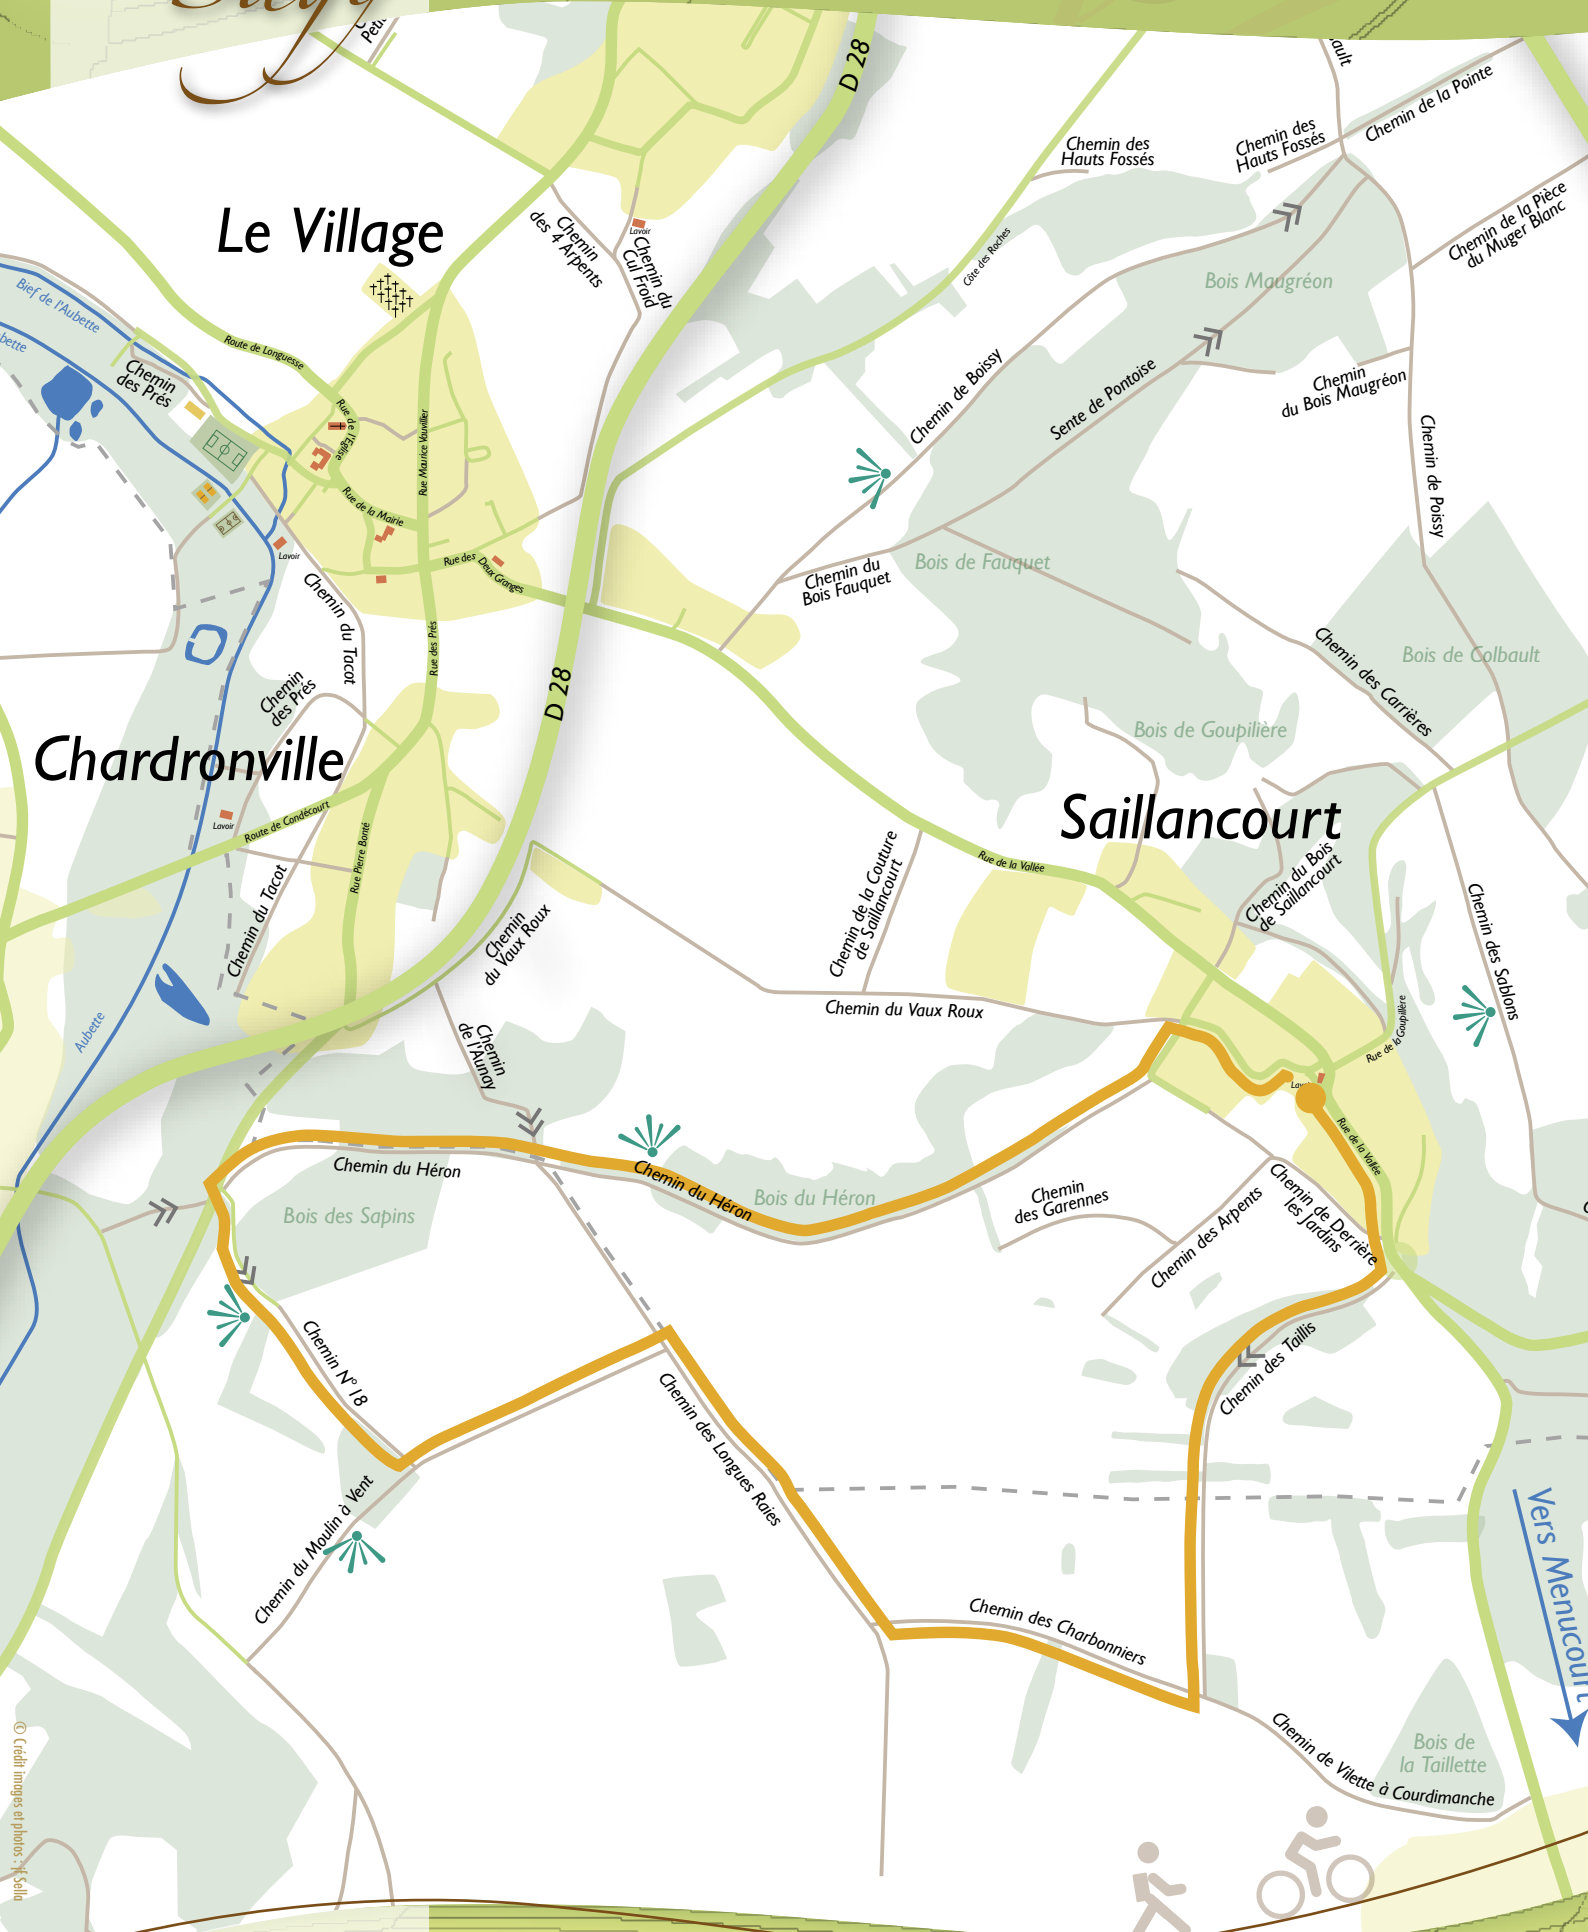 D 28
Chemin de la Pointe
Chemin des
Hauts Fossés
Chemin des
Hauts Fossés
Chemin de la Pièce
du Muger Blanc
Le Village
Chemin
des 4 Arpents
Lavoir
Chemin du
Cul Froid
Côte des Roches
Bois Maugréon
Bief de l'Aubette
Route de Longuesse
Chemin
des Prés
Chemin de Boissy
Sente de Pontoise
Chemin
du Bois Maugréon
Rue de l'Eglise
Rue Maurice Vauvillier
Chemin de Poissy
Rue de la Mairie
Lavoir
Rue des Deux Granges
Chemin du
Bois Fauquet
Bois de Fauquet
Chemin du Tacot
Rue des Prés
Chemin des Carrières
Bois de Colbault
Chemin
des Prés
D 28
Bois de Goupilière
Chardronville
Saillancourt
Lavoir
Route de Condécourt
Rue Pierre Bonté
Chemin de la Couture
de Saillancourt
Rue de la Vallée
Chemin du Bois
de Saillancourt
Chemin du Tacot
Chemin
du Vaux Roux
Chemin des Sablons
Chemin du Vaux Roux
Aubette
Chemin
de l'Aunay
Rue de la Goupillère
Rue de la Vallée
Chemin du Héron
Chemin du Héron
Bois du Héron
Bois des Sapins
Chemin
des Garennes
Chemin des Arpents
Chemin de Derrière
les Jardins
Chemin N° 18
Chemin des Taillis
Chemin des Longues Raies
Chemin du Moulin à Vent
Vers Menucourt
Chemin des Charbonniers
Chemin de Vilette à Courdimanche
Bois de
la Taillette
© Crédit images et photos : jf Sella